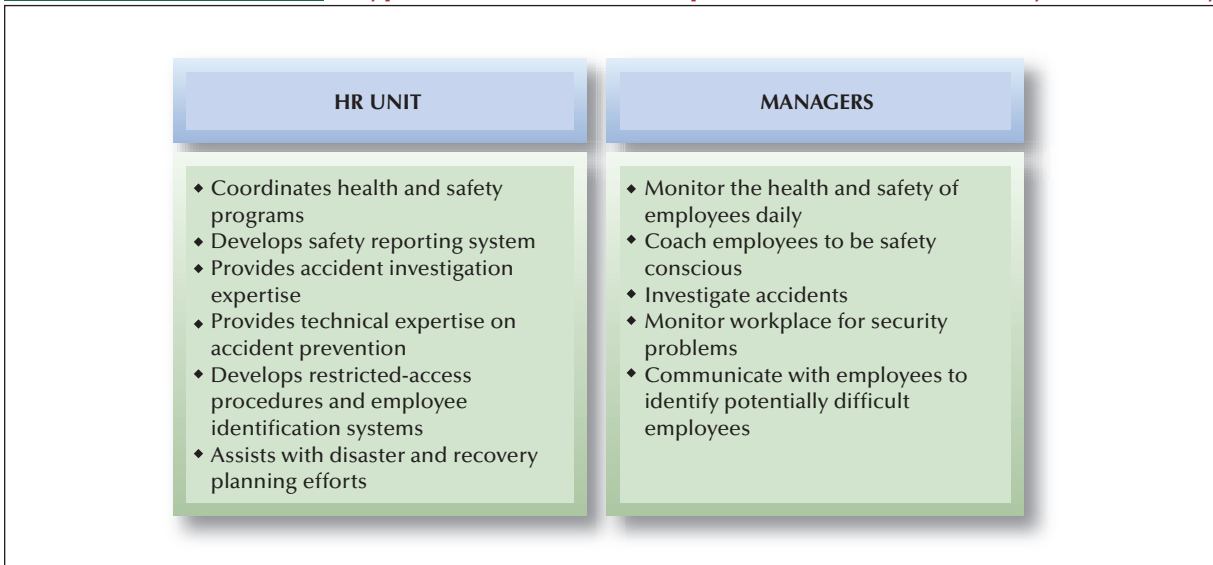 HR UNIT
◆ Coordinates health and safety
programs
◆ Develops safety reporting system
◆ Provides accident investigation
expertise
◆ Provides technical expertise on
accident prevention
◆ Develops restricted-access
procedures and employee
identification systems
◆ Assists with disaster and recovery
planning efforts
MANAGERS
◆ Monitor the health and safety of
employees daily
◆ Coach employees to be safety
conscious
◆ Investigate accidents
◆ Monitor workplace for security
problems
◆ Communicate with employees to
identify potentially difficult
employees